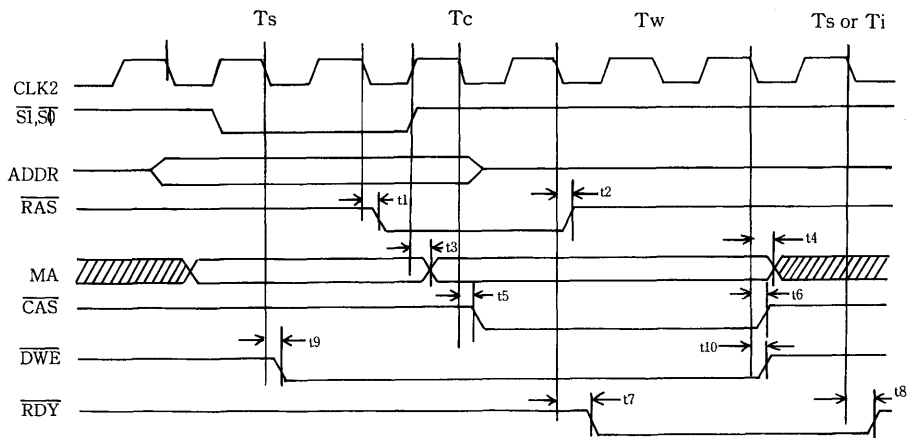 Ts Tc Tw Ts or Ti
CLK2
S1,S0
ADDR
RAS t1 t2
t3 t4
MA
CAS t5 t6
DWE t9 t10
RDY t7 t8